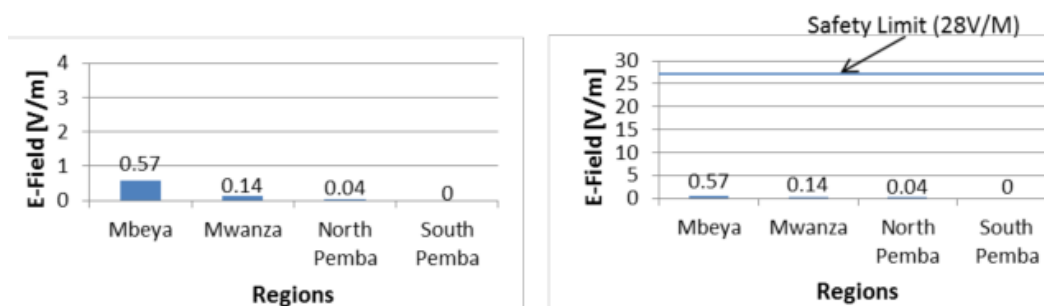 E-Field [V/m]
4
3
2
1
0
0.57
0.14
0.04
0
Mbeya
Mwanza
North
Pemba
South
Pemba
Regions
Safety Limit (28V/M)
E-Field [V/m]
30
25
20
15
10
5
0
0.57
0.14
0.04
0
Mbeya
Mwanza
North
Pemba
South
Pemba
Regions